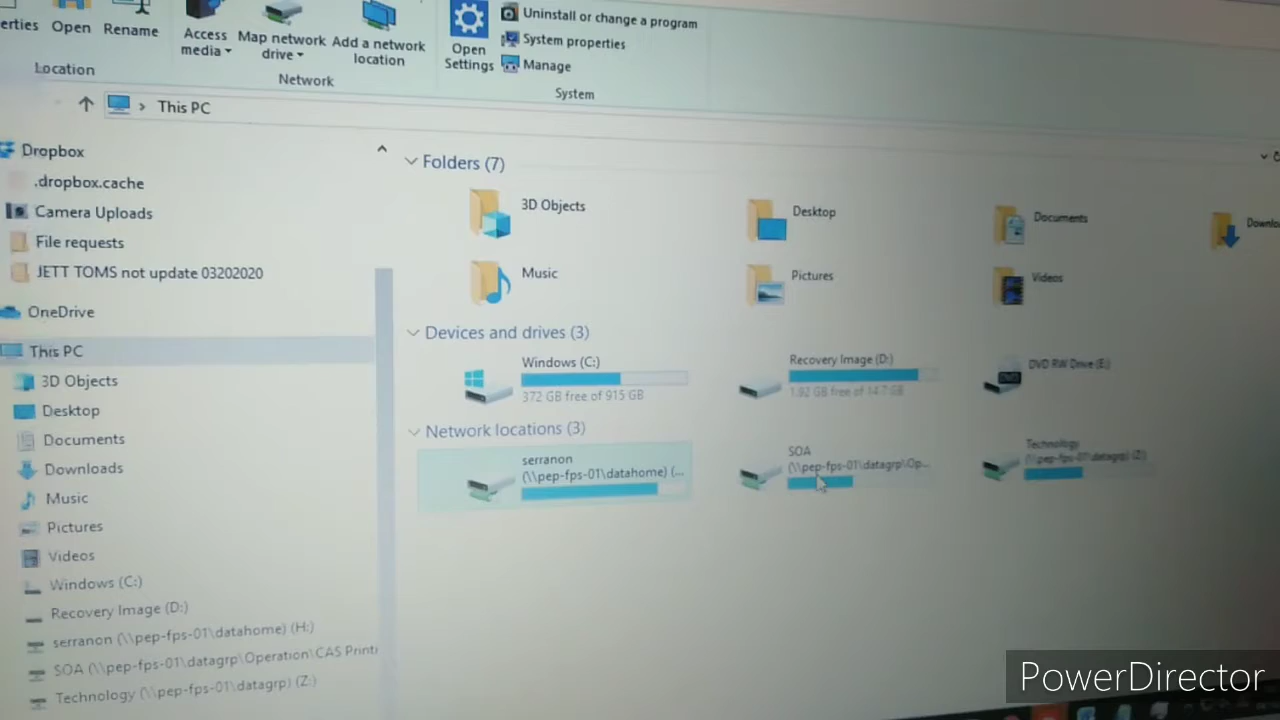 Open
Rename
Access media
Map network drive
Add a network location
Open Settings
Uninstall or change a program
System properties
Manage
Location
Network
System
This PC
Dropbox
.dropbox.cache
Camera Uploads
File requests
JETT TOMS not update 03202020
OneDrive
This PC
3D Objects
Desktop
Documents
Downloads
Music
Pictures
Videos
Windows (C:)
Recovery Image (D:)
serranon (\\pep-fps-01\datahome) (H:)
SOA (\\pep-fps-01\datagrp\Operation\CAS Printi
Technology (\\pep-fps-01\datagrp) (Z:)
Folders (7)
3D Objects
Desktop
Documents
Music
Pictures
Videos
Devices and drives (3)
Windows (C:)
372 GB free of 915 GB
Recovery Image (D:)
1.92 GB free of 14.7 GB
DVD RW Drive (E:)
Network locations (3)
serranon
(\\pep-fps-01\datahome) (...
SOA
(\\pep-fps-01\datagrp\Op...
Technology
(\\pep-fps-01\datagrp) (Z:)
PowerDirector